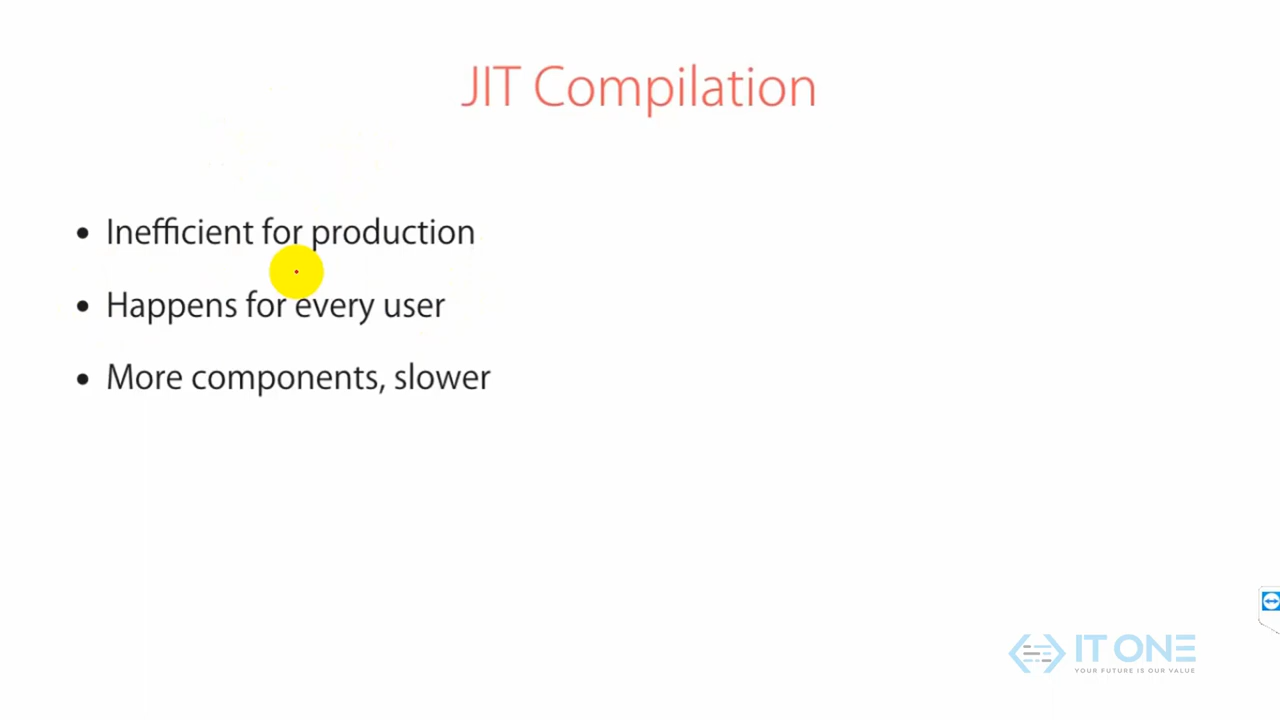 JIT Compilation
• Inefficient for production
• Happens for every user
• More components, slower
IT ONE
YOUR FUTURE IS OUR VALUE